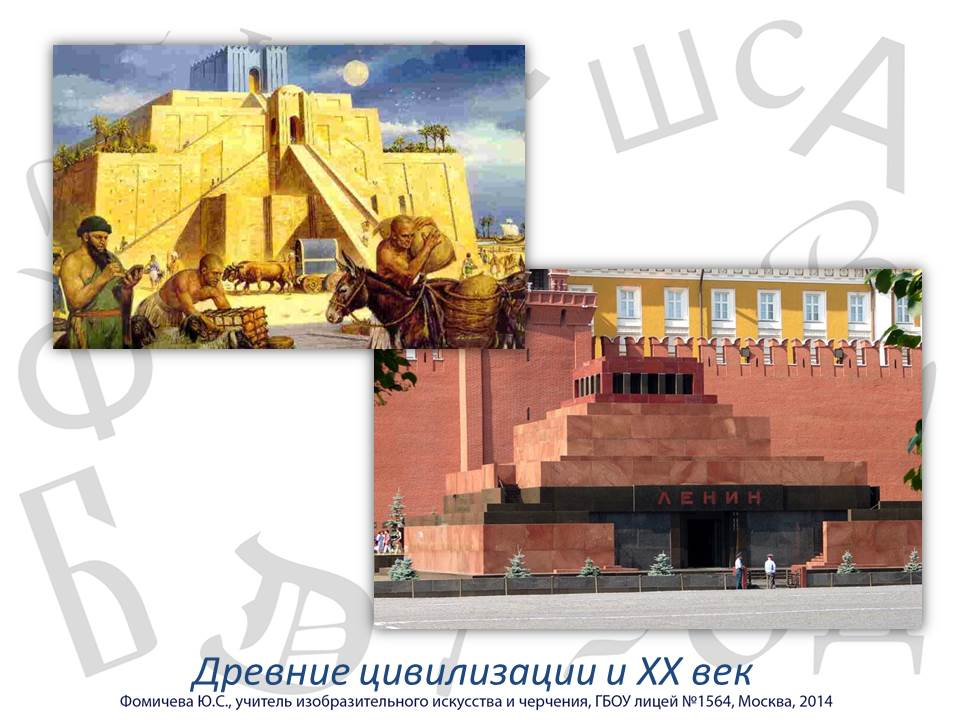 ЛЕНИН
Древние цивилизации и XX век
Фомичева Ю.С., учитель изобразительного искусства и черчения, ГБОУ лицей №1564, Москва, 2014